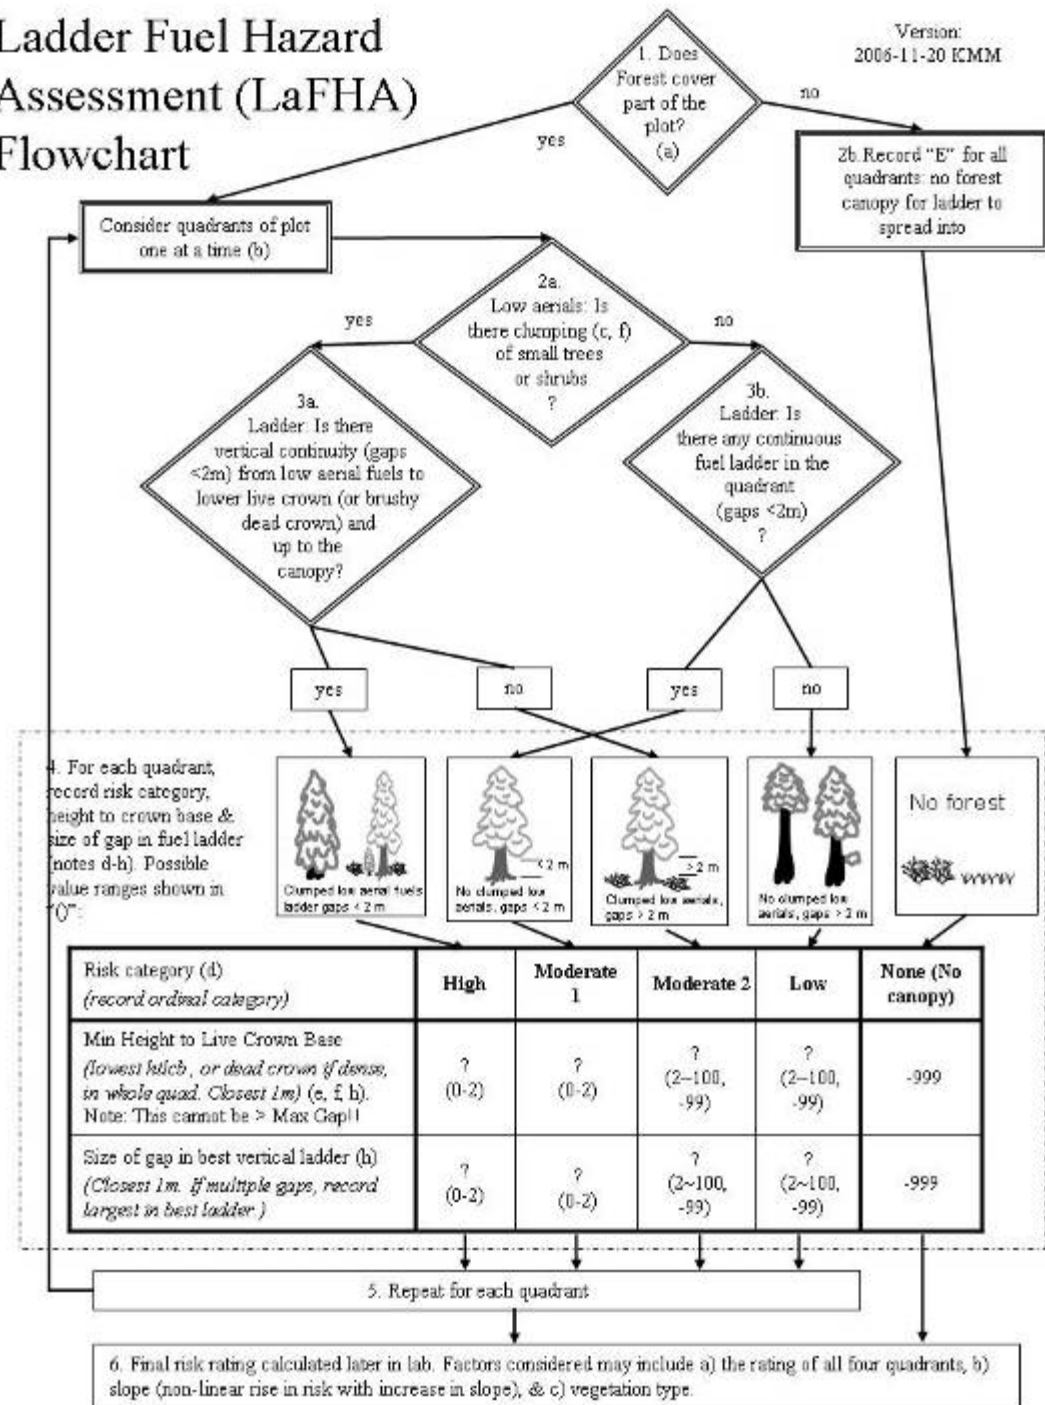 Ladder Fuel Hazard
Assessment (LaFHA)
Flowchart
Version:
2006-11-20 KMM
1. Does
Forest cover
part of the
plot?
(a)
yes
no
2b. Record "E" for all
quadrants: no forest
canopy for ladder to
spread into
Consider quadrants of plot
one at a time (b)
2a.
Low aerials: Is
there clumping (c, f)
of small trees
or shrubs
?
yes
no
3a.
Ladder: Is there
vertical continuity (gaps
<2m) from low aerial fuels to
lower live crown (or brushy
dead crown) and
up to the
canopy?
3b.
Ladder: Is
there any continuous
fuel ladder in the
quadrant
(gaps <2m)
?
yes
no
yes
no
4. For each quadrant,
record risk category,
height to crown base &
size of gap in fuel ladder
(notes d-h). Possible
value ranges shown in
"()":
Clumped low aerial fuels
ladder gaps < 2 m
< 2 m
No clumped low
aerials, gaps < 2 m
> 2 m
Clumped low aerials,
gaps > 2 m
No clumped low
aerials, gaps > 2 m
No forest
Risk category (d)
(record ordinal category)
High
Moderate
1
Moderate 2
Low
None (No
canopy)
Min Height to Live Crown Base
(lowest htlcb, or dead crown if dense,
in whole quad. Closest 1m) (e, f, h).
Note: This cannot be > Max Gap!!
?
(0-2)
?
(0-2)
?
(2~100,
-99)
?
(2~100,
-99)
-999
Size of gap in best vertical ladder (h)
(Closest 1m. If multiple gaps, record
largest in best ladder.)
?
(0-2)
?
(0-2)
?
(2~100,
-99)
?
(2~100,
-99)
-999
5. Repeat for each quadrant
6. Final risk rating calculated later in lab. Factors considered may include a) the rating of all four quadrants, b)
slope (non-linear rise in risk with increase in slope), & c) vegetation type.